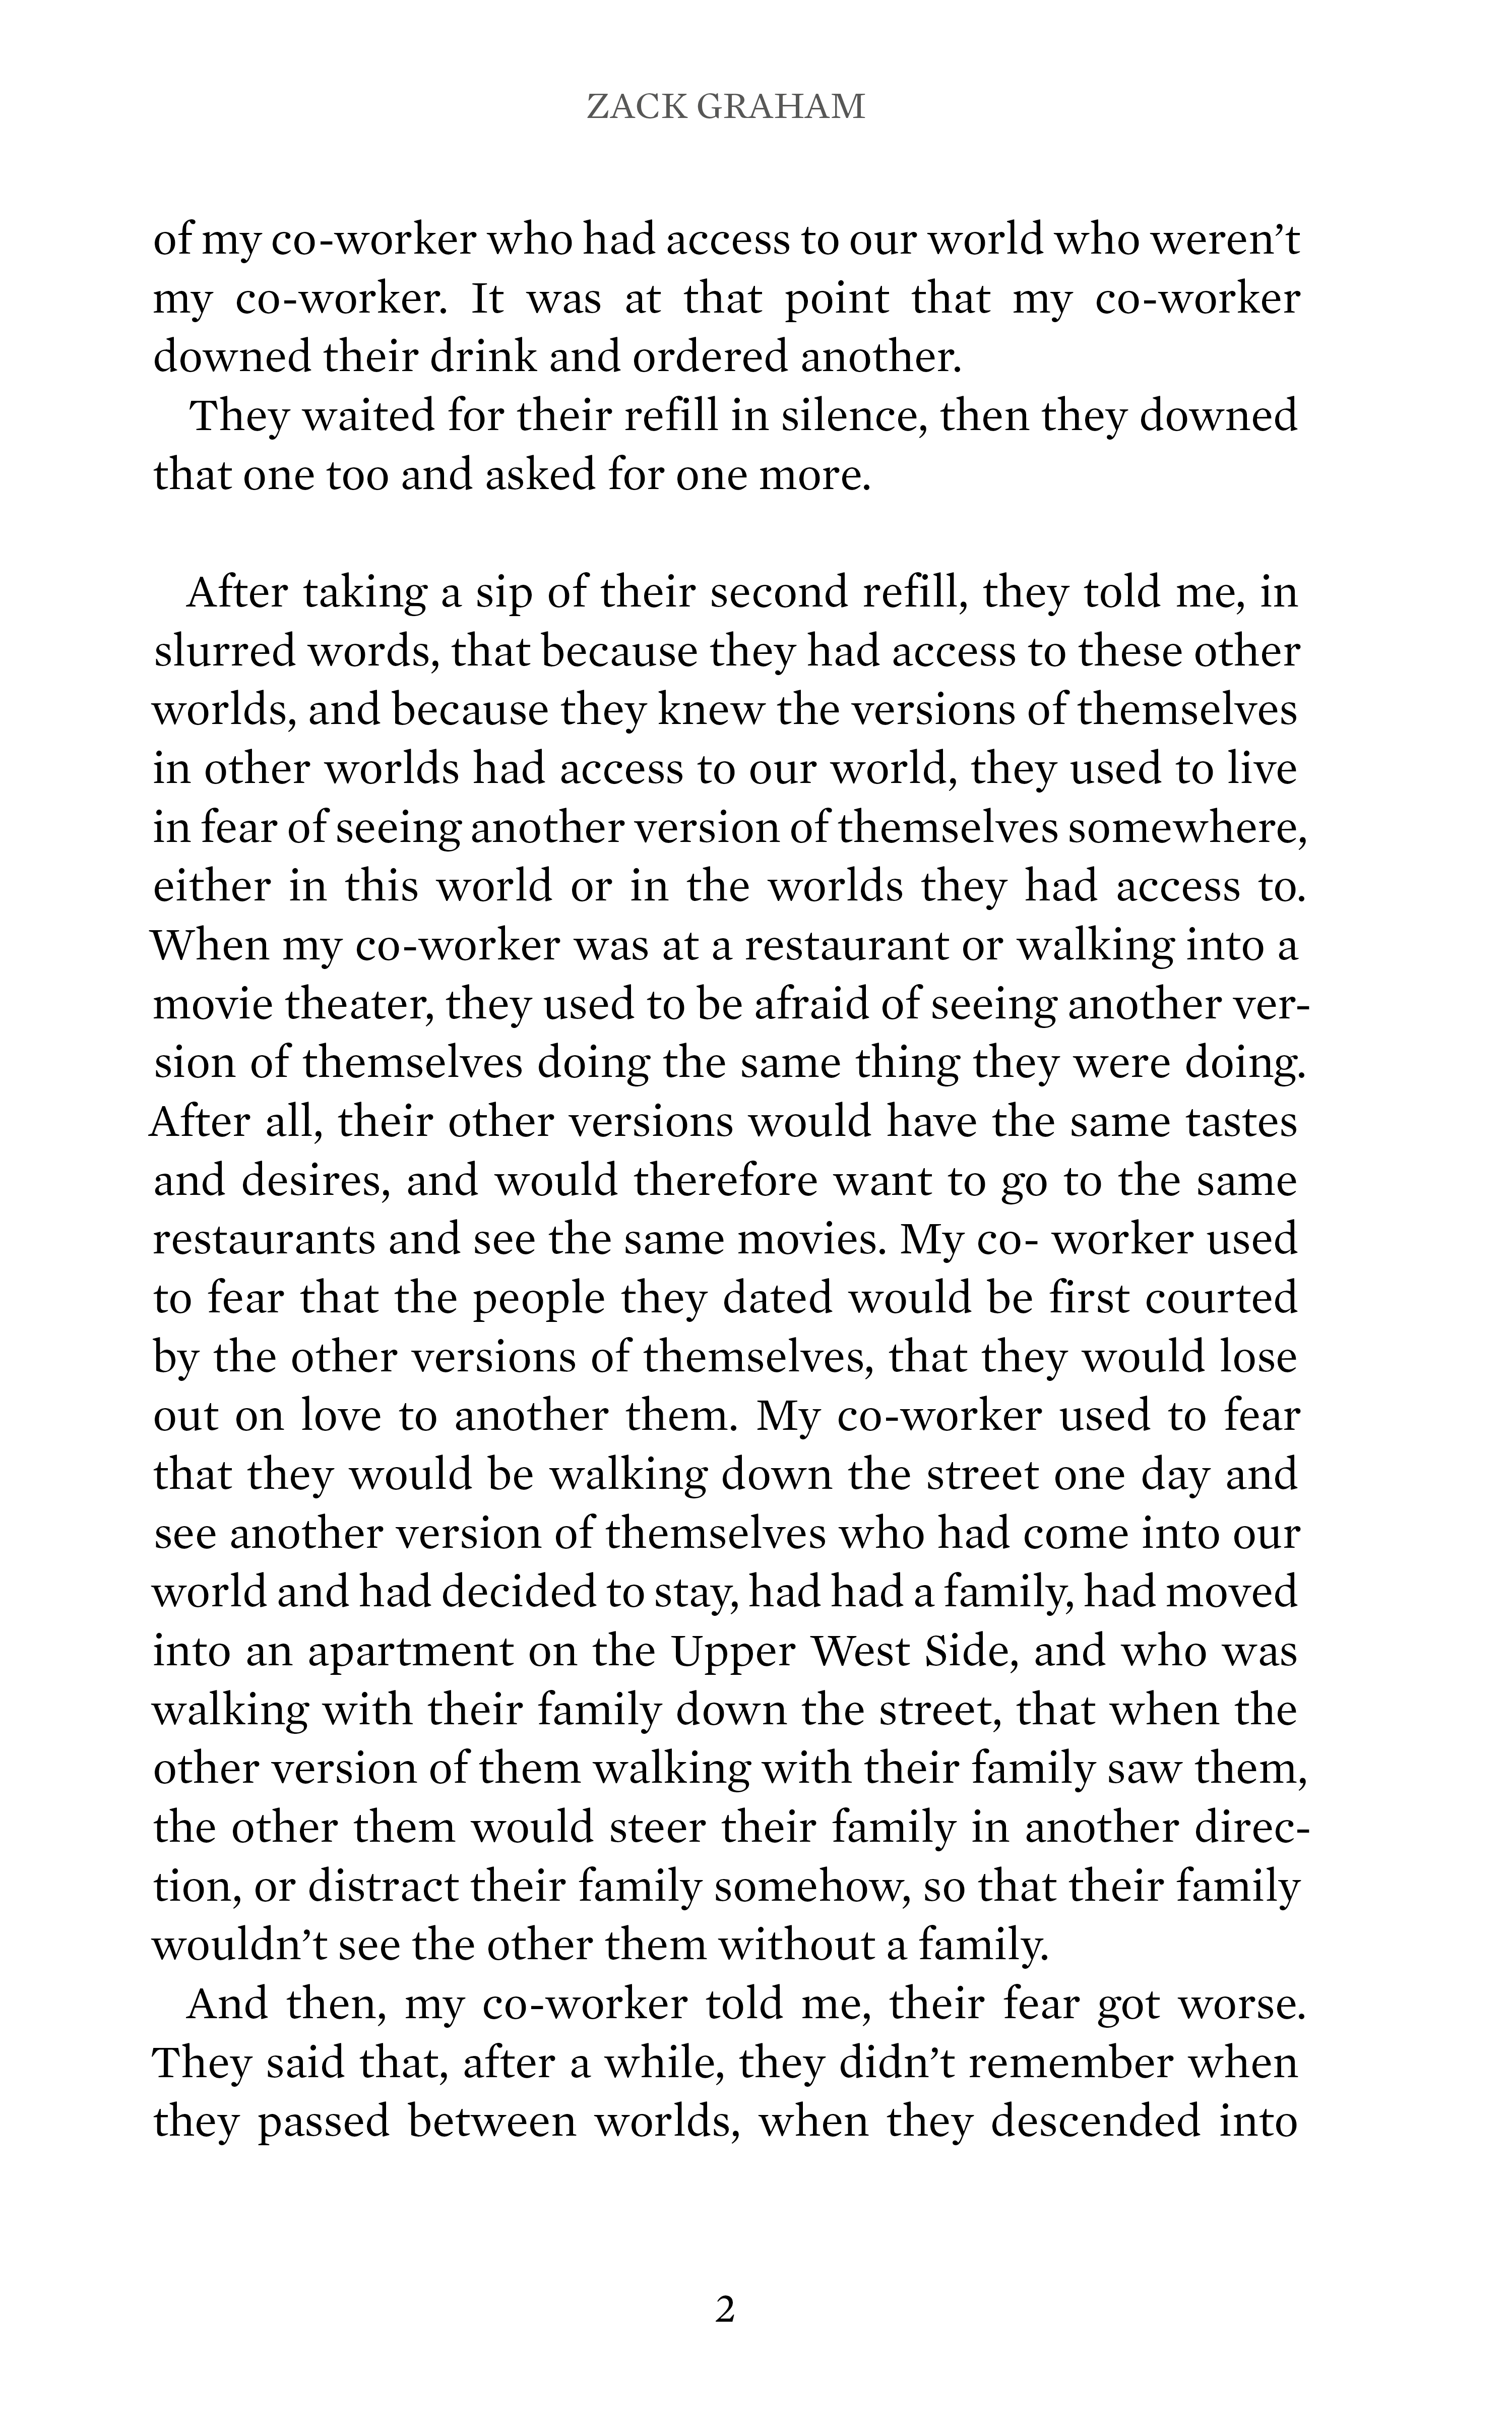 ZACK GRAHAM
of my co-worker who had access to our world who weren’t
my co-worker. It was at that point that my co-worker
downed their drink and ordered another.
They waited for their refill in silence, then they downed
that one too and asked for one more.
After taking a sip of their second refill, they told me, in
slurred words, that because they had access to these other
worlds, and because they knew the versions of themselves
in other worlds had access to our world, they used to live
in fear of seeing another version of themselves somewhere,
either in this world or in the worlds they had access to.
When my co-worker was at a restaurant or walking into a
movie theater, they used to be afraid of seeing another ver-
sion of themselves doing the same thing they were doing.
After all, their other versions would have the same tastes
and desires, and would therefore want to go to the same
restaurants and see the same movies. My co- worker used
to fear that the people they dated would be first courted
by the other versions of themselves, that they would lose
out on love to another them. My co-worker used to fear
that they would be walking down the street one day and
see another version of themselves who had come into our
world and had decided to stay, had had a family, had moved
into an apartment on the Upper West Side, and who was
walking with their family down the street, that when the
other version of them walking with their family saw them,
the other them would steer their family in another direc-
tion, or distract their family somehow, so that their family
wouldn’t see the other them without a family.
And then, my co-worker told me, their fear got worse.
They said that, after a while, they didn’t remember when
they passed between worlds, when they descended into
2